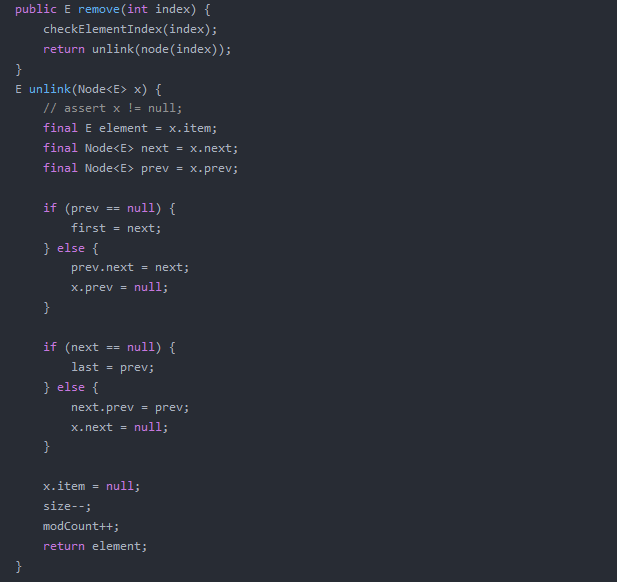 public E remove(int index) {
    checkElementIndex(index);
    return unlink(node(index));
}
E unlink(Node<E> x) {
    // assert x != null;
    final E element = x.item;
    final Node<E> next = x.next;
    final Node<E> prev = x.prev;

    if (prev == null) {
        first = next;
    } else {
        prev.next = next;
        x.prev = null;
    }

    if (next == null) {
        last = prev;
    } else {
        next.prev = prev;
        x.next = null;
    }

    x.item = null;
    size--;
    modCount++;
    return element;
}